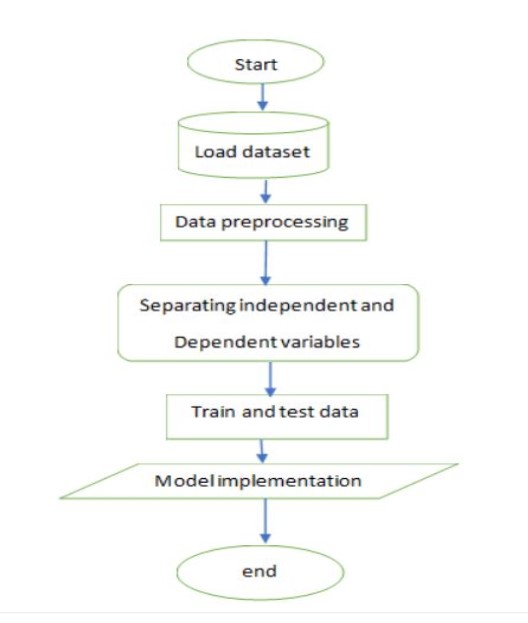 Start
Load dataset
Data preprocessing
Separating independent and
Dependent variables
Train and test data
Model implementation
end